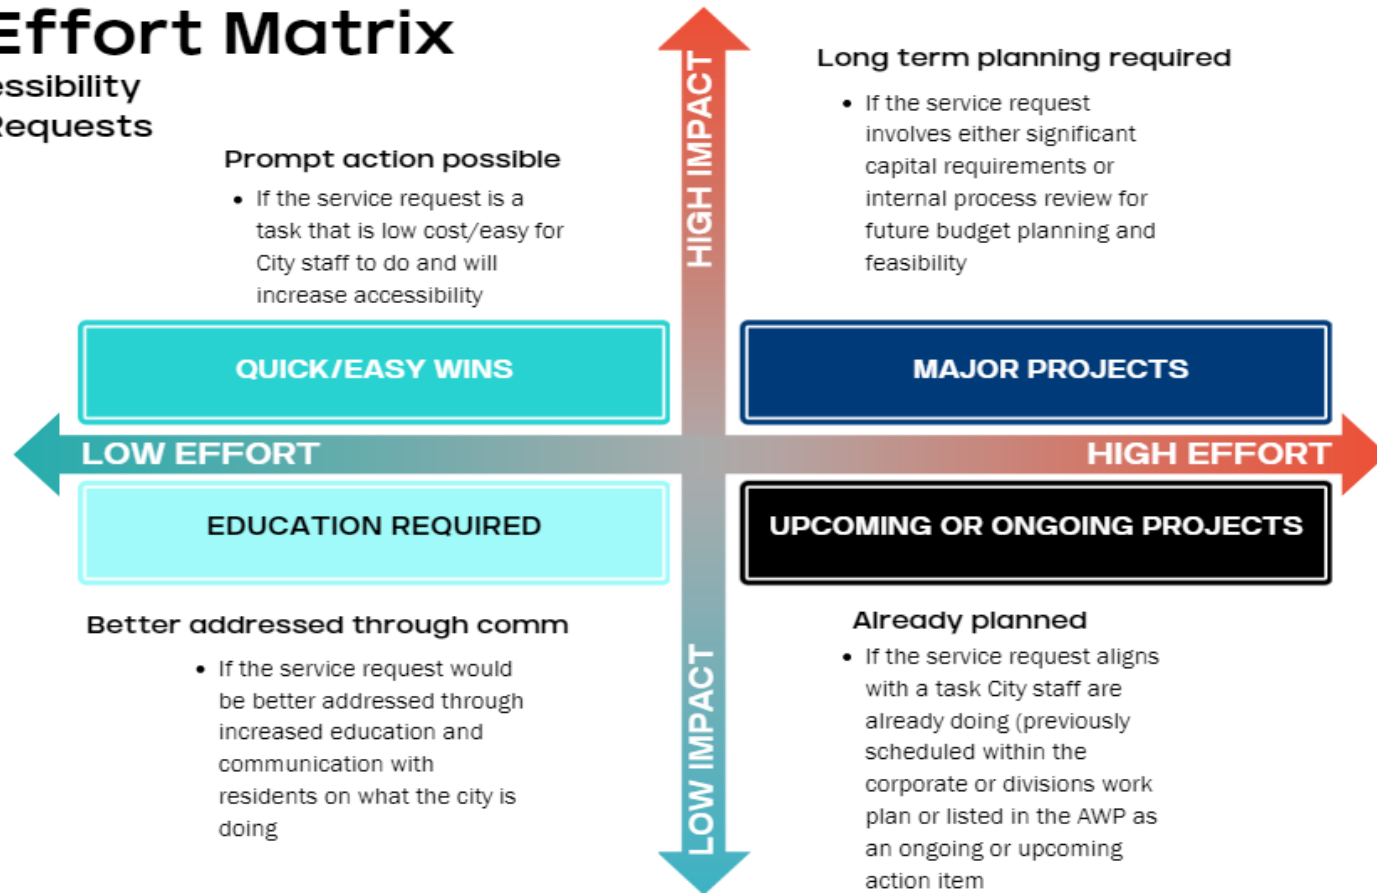 Effort Matrix
essibility
Requests
Prompt action possible
• If the service request is a
task that is low cost/easy for
City staff to do and will
increase accessibility
HIGH IMPACT
Long term planning required
• If the service request
involves either significant
capital requirements or
internal process review for
future budget planning and
feasibility
QUICK/EASY WINS
MAJOR PROJECTS
LOW EFFORT
HIGH EFFORT
EDUCATION REQUIRED
UPCOMING OR ONGOING PROJECTS
Better addressed through comm
• If the service request would
be better addressed through
increased education and
communication with
residents on what the city is
doing
LOW IMPACT
Already planned
• If the service request aligns
with a task City staff are
already doing (previously
scheduled within the
corporate or divisions work
plan or listed in the AWP as
an ongoing or upcoming
action item